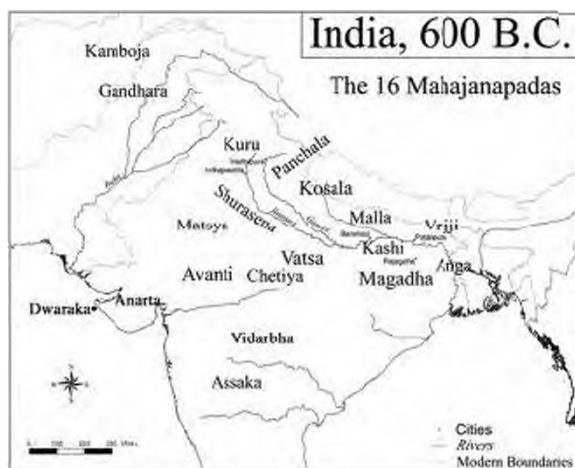 India, 600 B.C.
The 16 Mahajanapadas
Kamboja
Gandhara
Kuru
Panchala
Kosala
Shurasena
Malla
Vriji
Matsya
Kashi
Vatsa
Anga
Avanti
Chetiya
Magadha
Anarta
Dwaraka
Vidarbha
Assaka
Cities
Rivers
Modern Boundaries